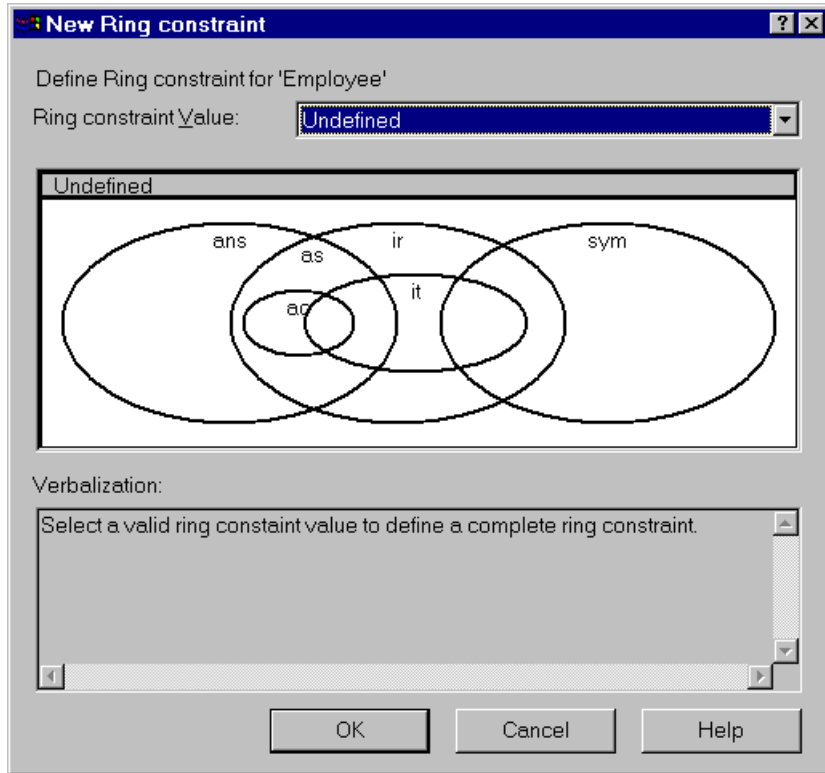 New Ring constraint
Define Ring constraint for 'Employee'
Ring constraint Value: Undefined
Undefined
ans as ir sym
ac it
Verbalization:
Select a valid ring constaint value to define a complete ring constraint.
OK Cancel Help